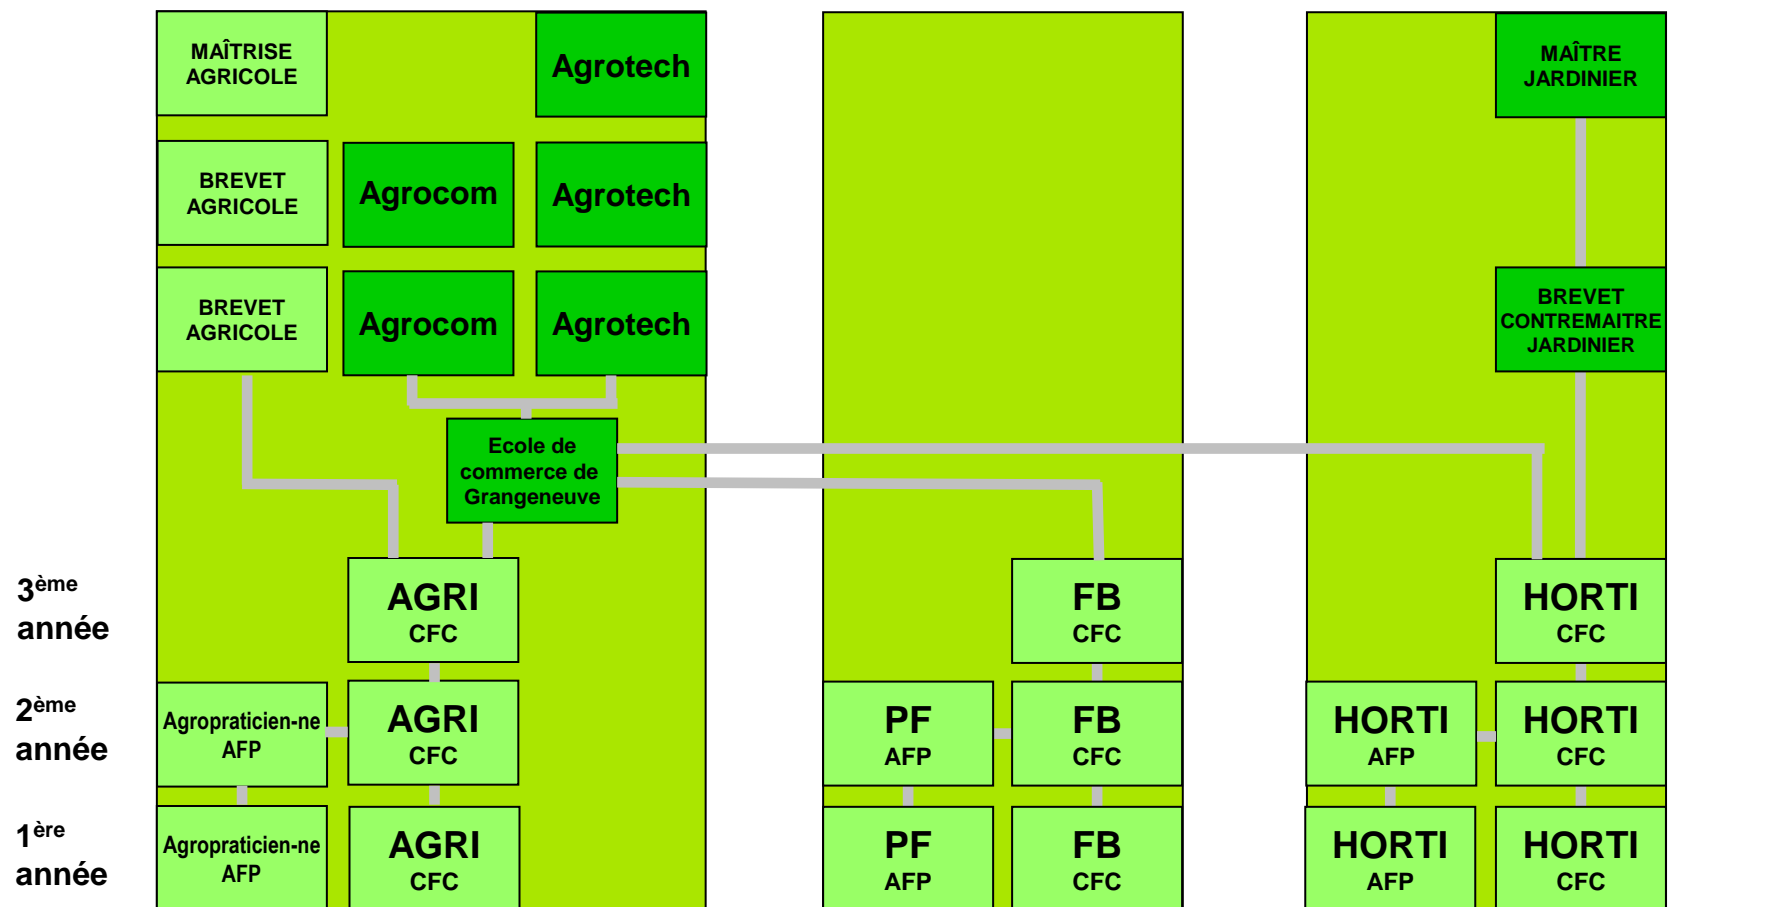 MAÎTRISE
AGRICOLE
Agrotech
MAÎTRE
JARDINIER
BREVET
AGRICOLE
Agrocom
Agrotech
BREVET
AGRICOLE
Agrocom
Agrotech
BREVET
CONTREMAITRE
JARDINIER
Ecole de
commerce de
Grangeneuve
3ème
année
AGRI
CFC
FB
CFC
HORTI
CFC
2ème
année
Agropraticien-ne
AFP
AGRI
CFC
PF
AFP
FB
CFC
HORTI
AFP
HORTI
CFC
1ère
année
Agropraticien-ne
AFP
AGRI
CFC
PF
AFP
FB
CFC
HORTI
AFP
HORTI
CFC